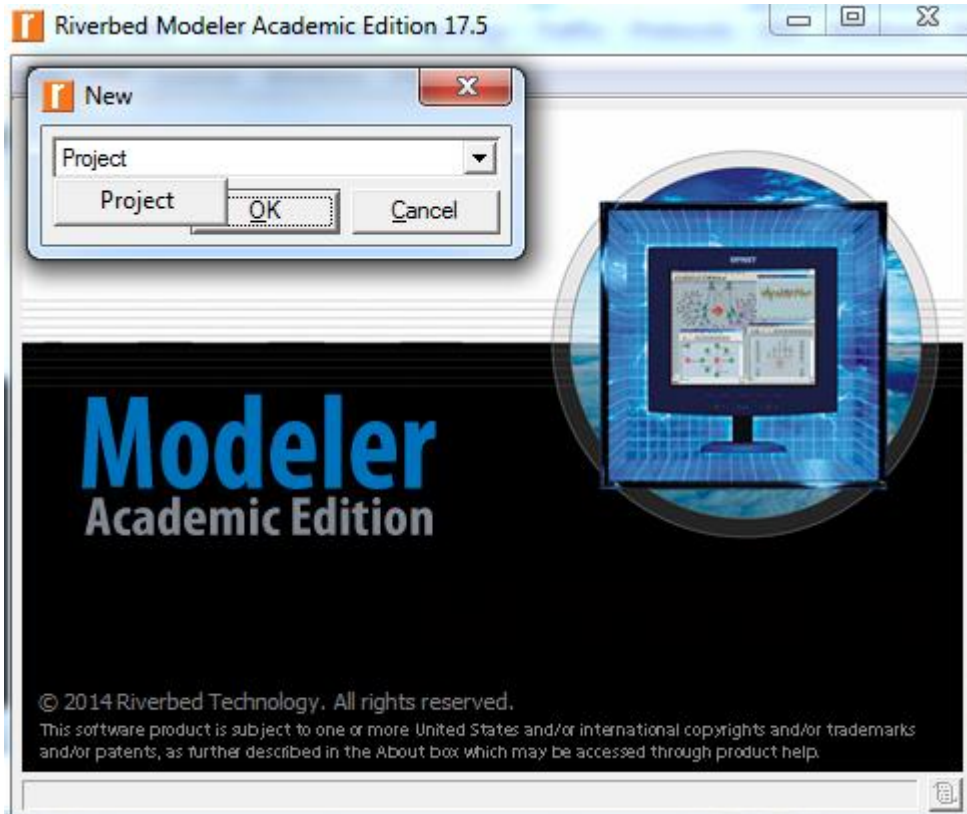 Riverbed Modeler Academic Edition 17.5
New
Project
Project
OK
Cancel
OPNET
Modeler
Academic Edition
© 2014 Riverbed Technology. All rights reserved.
This software product is subject to one or more United States and/or international copyrights and/or trademarks
and/or patents, as further described in the About box which may be accessed through product help.